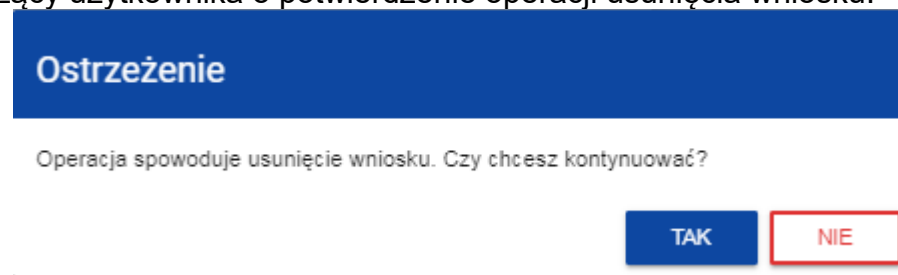 użytkownika o potwierdzenie operacji usunięcia wniosku.
Ostrzeżenie
Operacja spowoduje usunięcie wniosku. Czy chcesz kontynuować?
TAK NIE